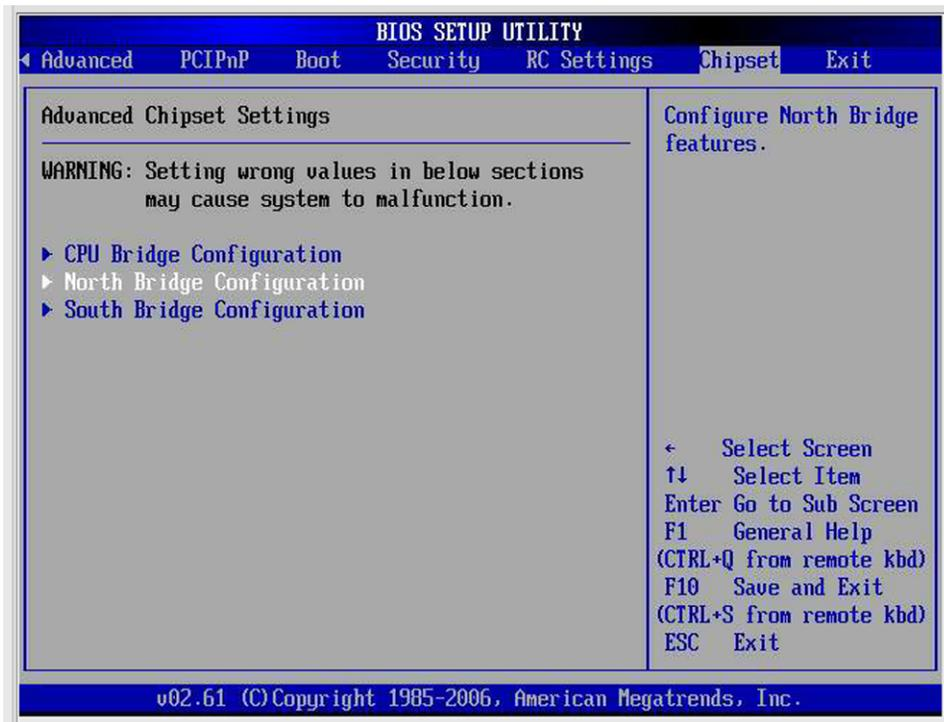 BIOS SETUP UTILITY
Advanced PCIPnP Boot Security RC Settings Chipset Exit
Advanced Chipset Settings
WARNING: Setting wrong values in below sections
may cause system to malfunction.
CPU Bridge Configuration
North Bridge Configuration
South Bridge Configuration
Configure North Bridge
features.
← Select Screen
↑↓ Select Item
Enter Go to Sub Screen
F1 General Help
(CTRL+Q from remote kbd)
F10 Save and Exit
(CTRL+S from remote kbd)
ESC Exit
v02.61 (C)Copyright 1985-2006, American Megatrends, Inc.